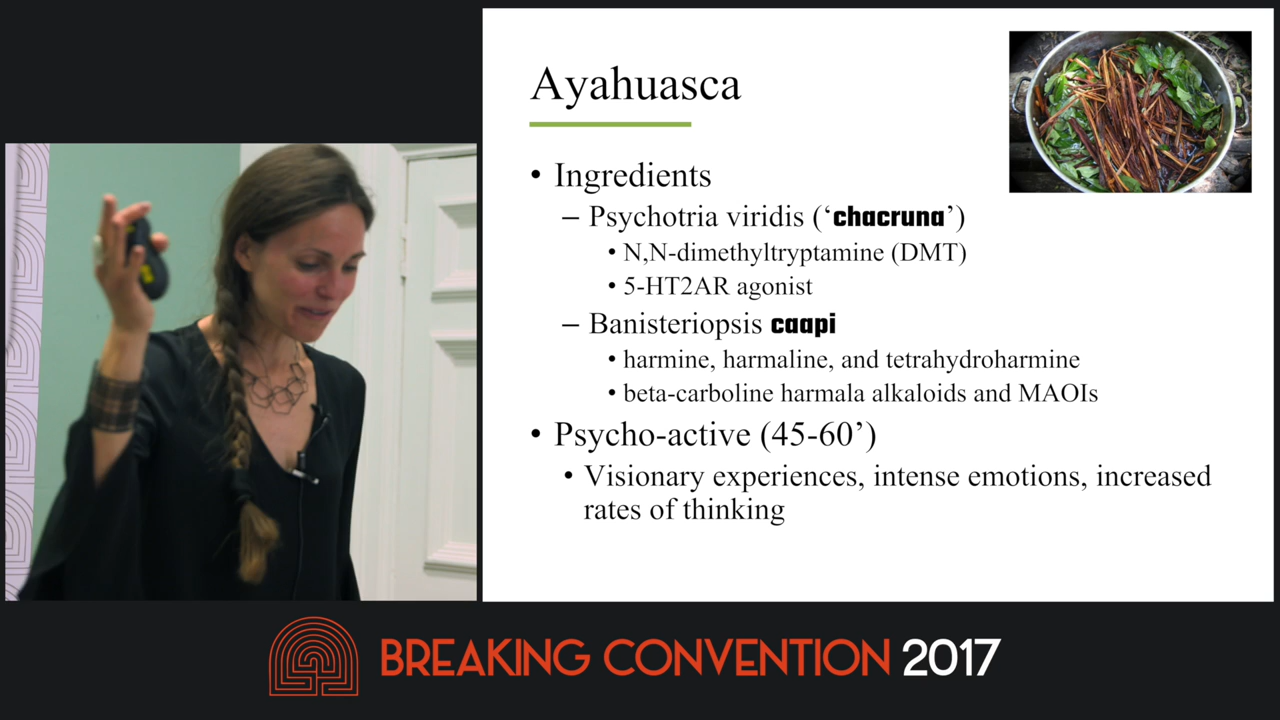 Ayahuasca
• Ingredients
– Psychotria viridis (‘chacruna’)
• N,N-dimethyltryptamine (DMT)
• 5-HT2AR agonist
– Banisteriopsis caapi
• harmine, harmaline, and tetrahydroharmine
• beta-carboline harmala alkaloids and MAOIs
• Psycho-active (45-60’)
• Visionary experiences, intense emotions, increased
rates of thinking
BREAKING CONVENTION 2017